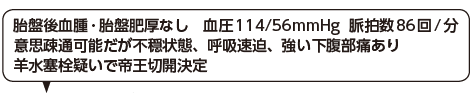 胎盤後血腫・胎盤肥厚なし　血圧114/56mmHg 脈拍数86回/分
意思疎通可能だが不穏状態、呼吸速迫、強い下腹部痛あり
羊水塞栓疑いで帝王切開決定